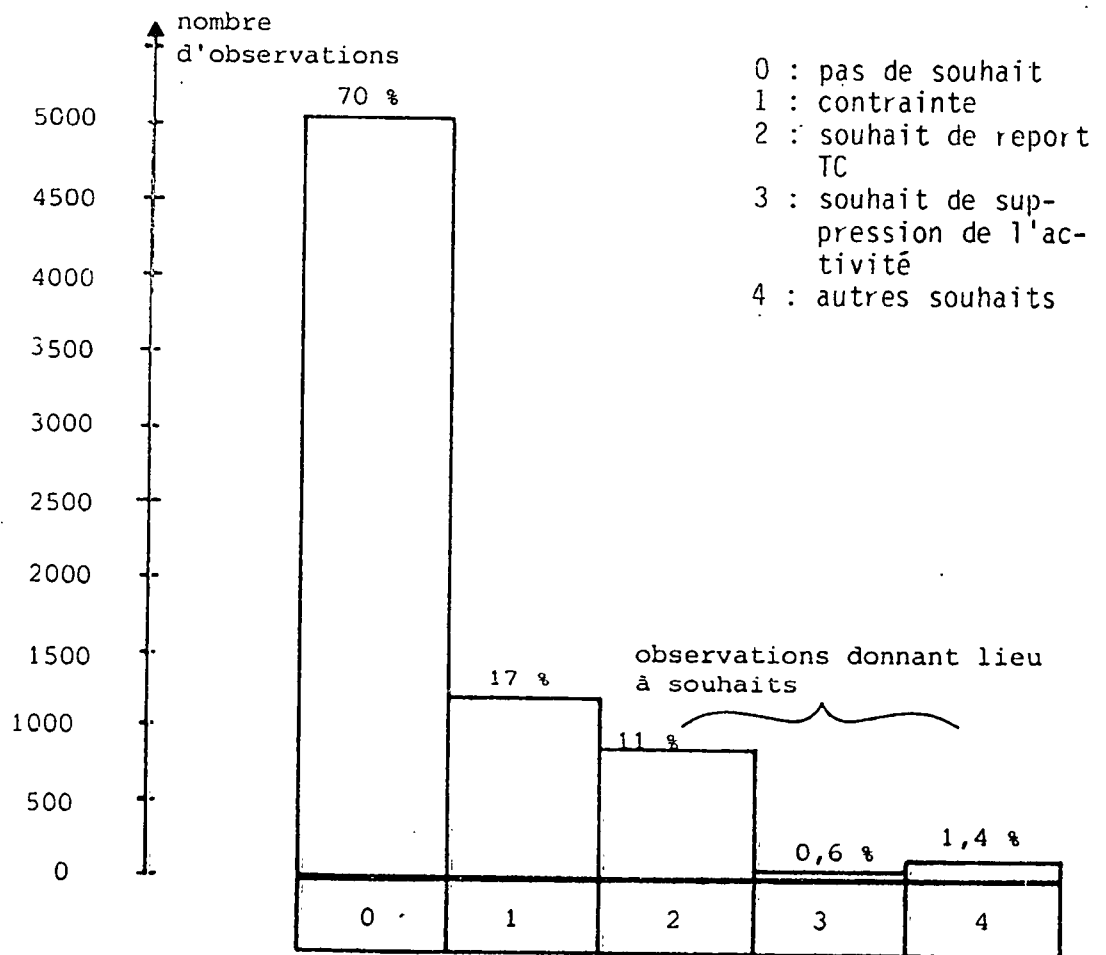 nombre
d'observations
0 : pas de souhait
1 : contrainte
2 : souhait de report
TC
3 : souhait de sup-
pression de l'ac-
tivité
4 : autres souhaits
70 %
5000
4500
4000
3500
3000
2500
2000
1500
1000
500
0
observations donnant lieu
à souhaits
17 %
11 %
0,6 %
1,4 %
0
1
2
3
4